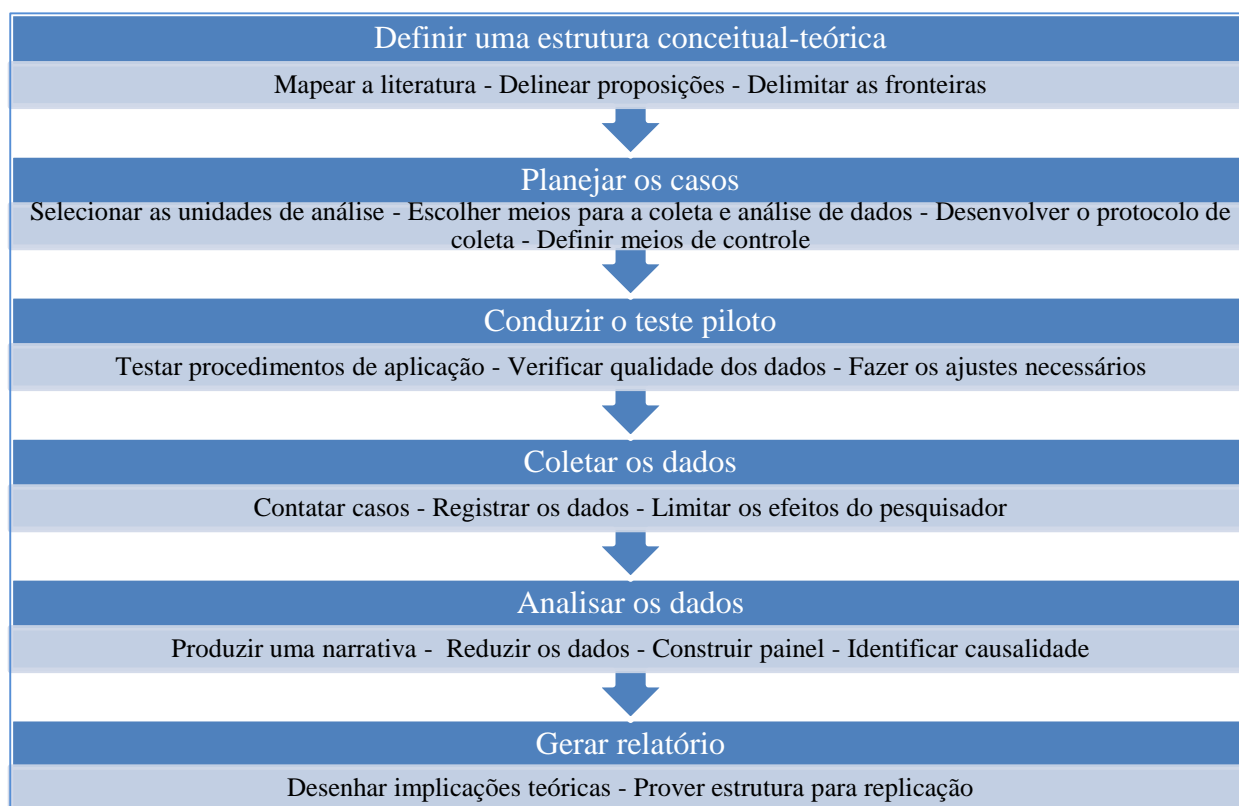 Definir uma estrutura conceitual-teórica
Mapear a literatura - Delinear proposições - Delimitar as fronteiras
Planejar os casos
Selecionar as unidades de análise - Escolher meios para a coleta e análise de dados - Desenvolver o protocolo de
coleta - Definir meios de controle
Conduzir o teste piloto
Testar procedimentos de aplicação - Verificar qualidade dos dados - Fazer os ajustes necessários
Coletar os dados
Contatar casos - Registrar os dados - Limitar os efeitos do pesquisador
Analisar os dados
Produzir uma narrativa - Reduzir os dados - Construir painel - Identificar causalidade
Gerar relatório
Desenhar implicações teóricas - Prover estrutura para replicação